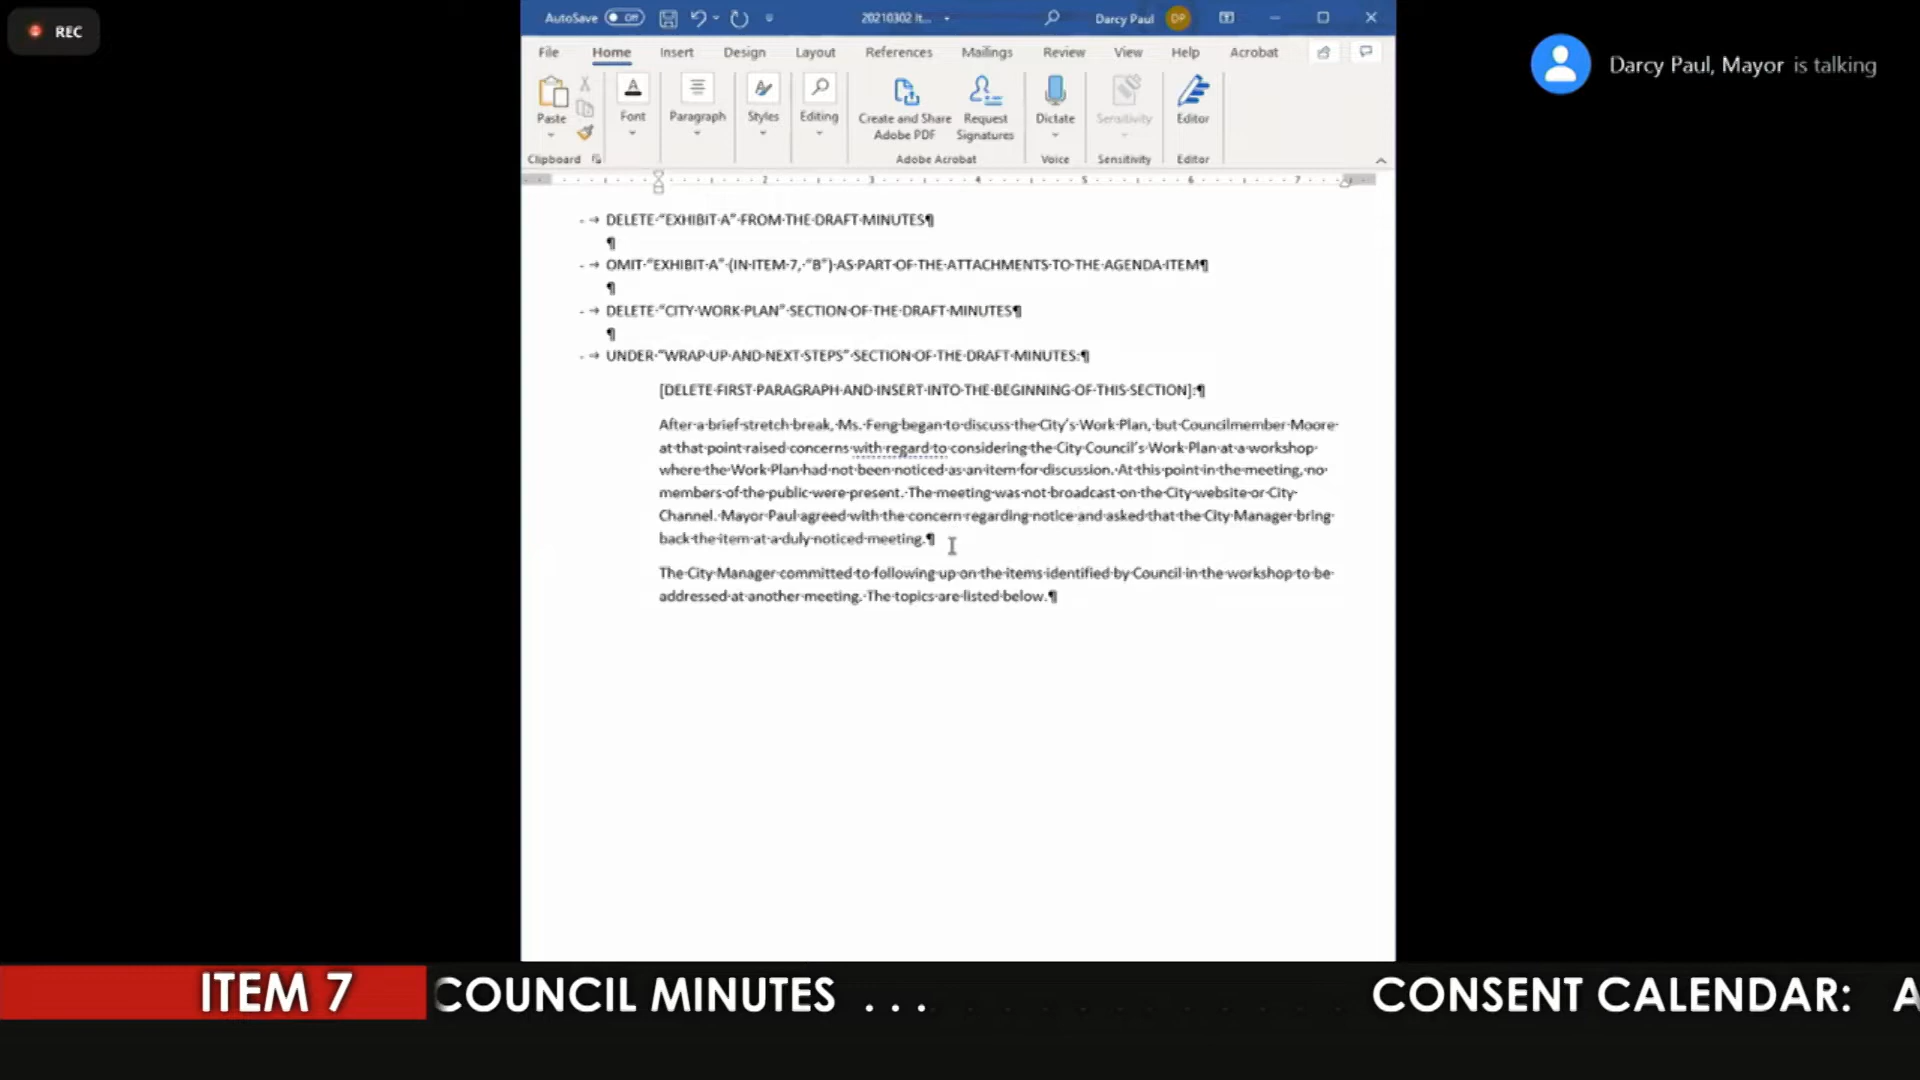 REC
AutoSave Off 20210302 It... Darcy Paul DP
File Home Insert Design Layout References Mailings Review View Help Acrobat
Paste Font Paragraph Styles Editing Create and Share Adobe PDF Request Signatures Dictate Sensitivity Editor
Clipboard Adobe Acrobat Voice Sensitivity Editor
2 3 4 5 6 7
Darcy Paul, Mayor is talking
- → DELETE "EXHIBIT A" FROM THE DRAFT MINUTES¶
¶
- → OMIT "EXHIBIT A" (IN ITEM 7, "B") AS PART OF THE ATTACHMENTS TO THE AGENDA ITEM¶
¶
- → DELETE "CITY WORK PLAN" SECTION OF THE DRAFT MINUTES¶
¶
- → UNDER "WRAP UP AND NEXT STEPS" SECTION OF THE DRAFT MINUTES:¶
[DELETE FIRST PARAGRAPH AND INSERT INTO THE BEGINNING OF THIS SECTION]:¶
After a brief stretch break, Ms. Feng began to discuss the City's Work Plan, but Councilmember Moore
at that point raised concerns with regard to considering the City Council's Work Plan at a workshop
where the Work Plan had not been noticed as an item for discussion. At this point in the meeting, no
members of the public were present. The meeting was not broadcast on the City website or City
Channel. Mayor Paul agreed with the concern regarding notice and asked that the City Manager bring
back the item at a duly noticed meeting.¶
The City Manager committed to following up on the items identified by Council in the workshop to be
addressed at another meeting. The topics are listed below.¶
ITEM 7 COUNCIL MINUTES ... CONSENT CALENDAR: A